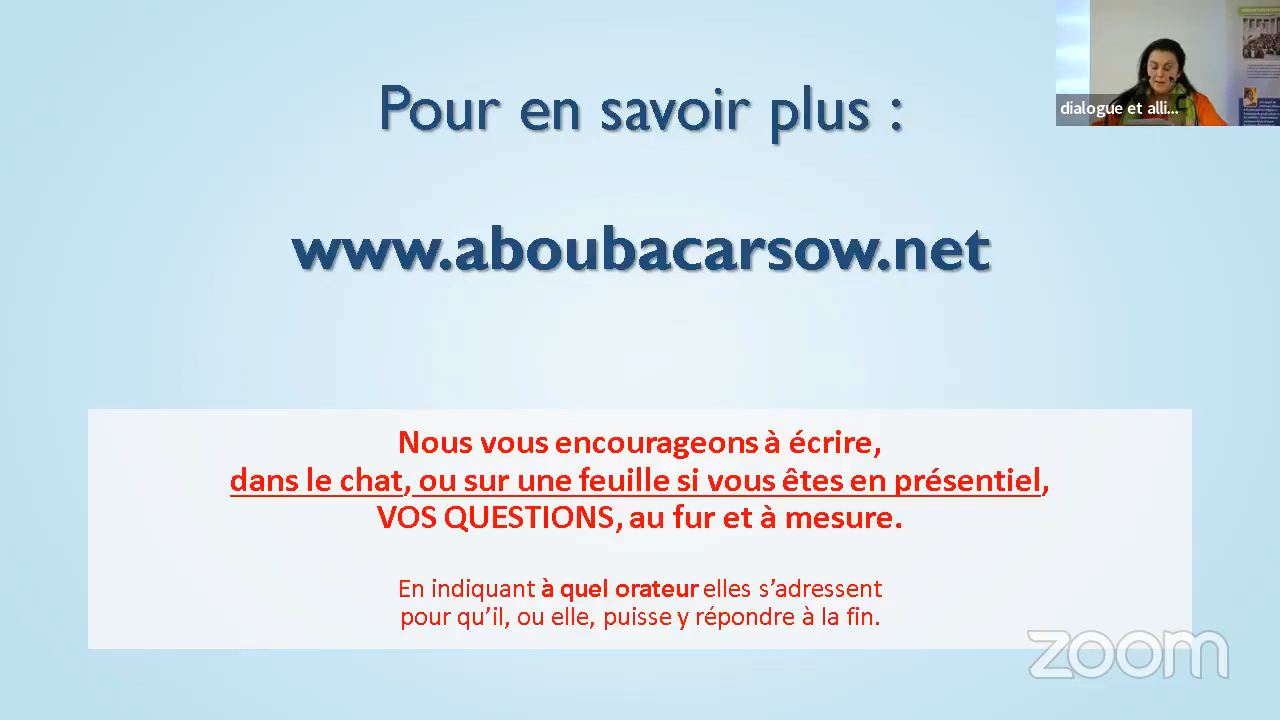 Pour en savoir plus :
dialogue et alli...
www.aboubacarsow.net
Nous vous encourageons à écrire,
dans le chat, ou sur une feuille si vous êtes en présentiel,
VOS QUESTIONS, au fur et à mesure.
En indiquant à quel orateur elles s’adressent
pour qu’il, ou elle, puisse y répondre à la fin.
zoom